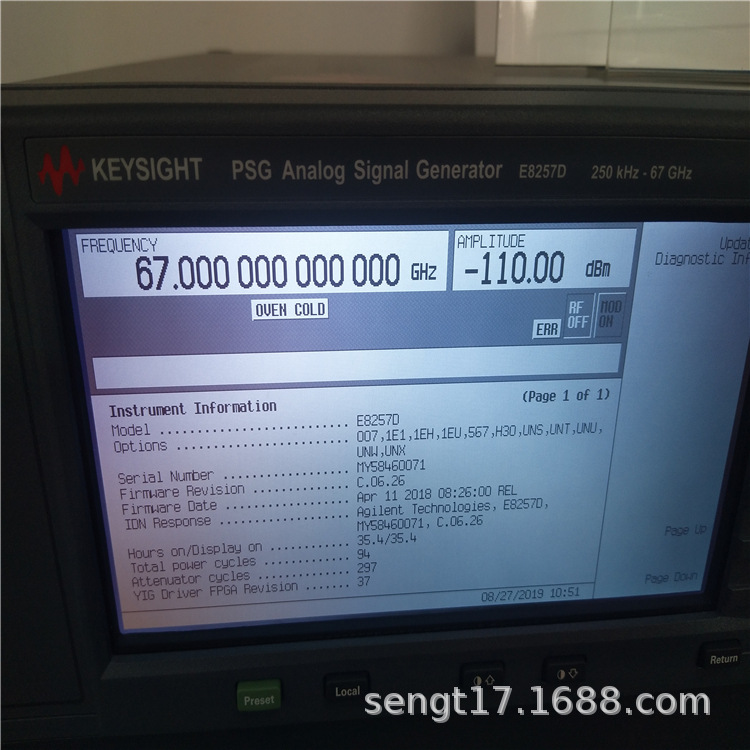 KEYSIGHT PSG Analog Signal Generator E8257D 250 kHz - 67 GHz
FREQUENCY
67.000 000 000 000 GHz
AMPLITUDE
-110.00 dBm
OVEN COLD
ERR
RF
OFF
MOD
ON
Diagnostic
Instrument Information (Page 1 of 1)
Model .......................... E8257D
Options ........................ 007,1E1,1EH,1EU,567,H30,UNS,UNT,UNU,
UNW,UNX
Serial Number .................. MY58460071
Firmware Revision .............. C.06.26
Firmware Date .................. Apr 11 2018 08:26:00 REL
IDN Response ................... Agilent Technologies, E8257D,
MY58460071, C.06.26
Hours on/Display on ............ 35.4/35.4
Total power cycles ............. 94
Attenuator cycles .............. 297
YIG Driver FPGA Revision ....... 37
08/27/2019 10:51
Page Up
Page Down
Preset
Local
Return
sengt17.1688.com